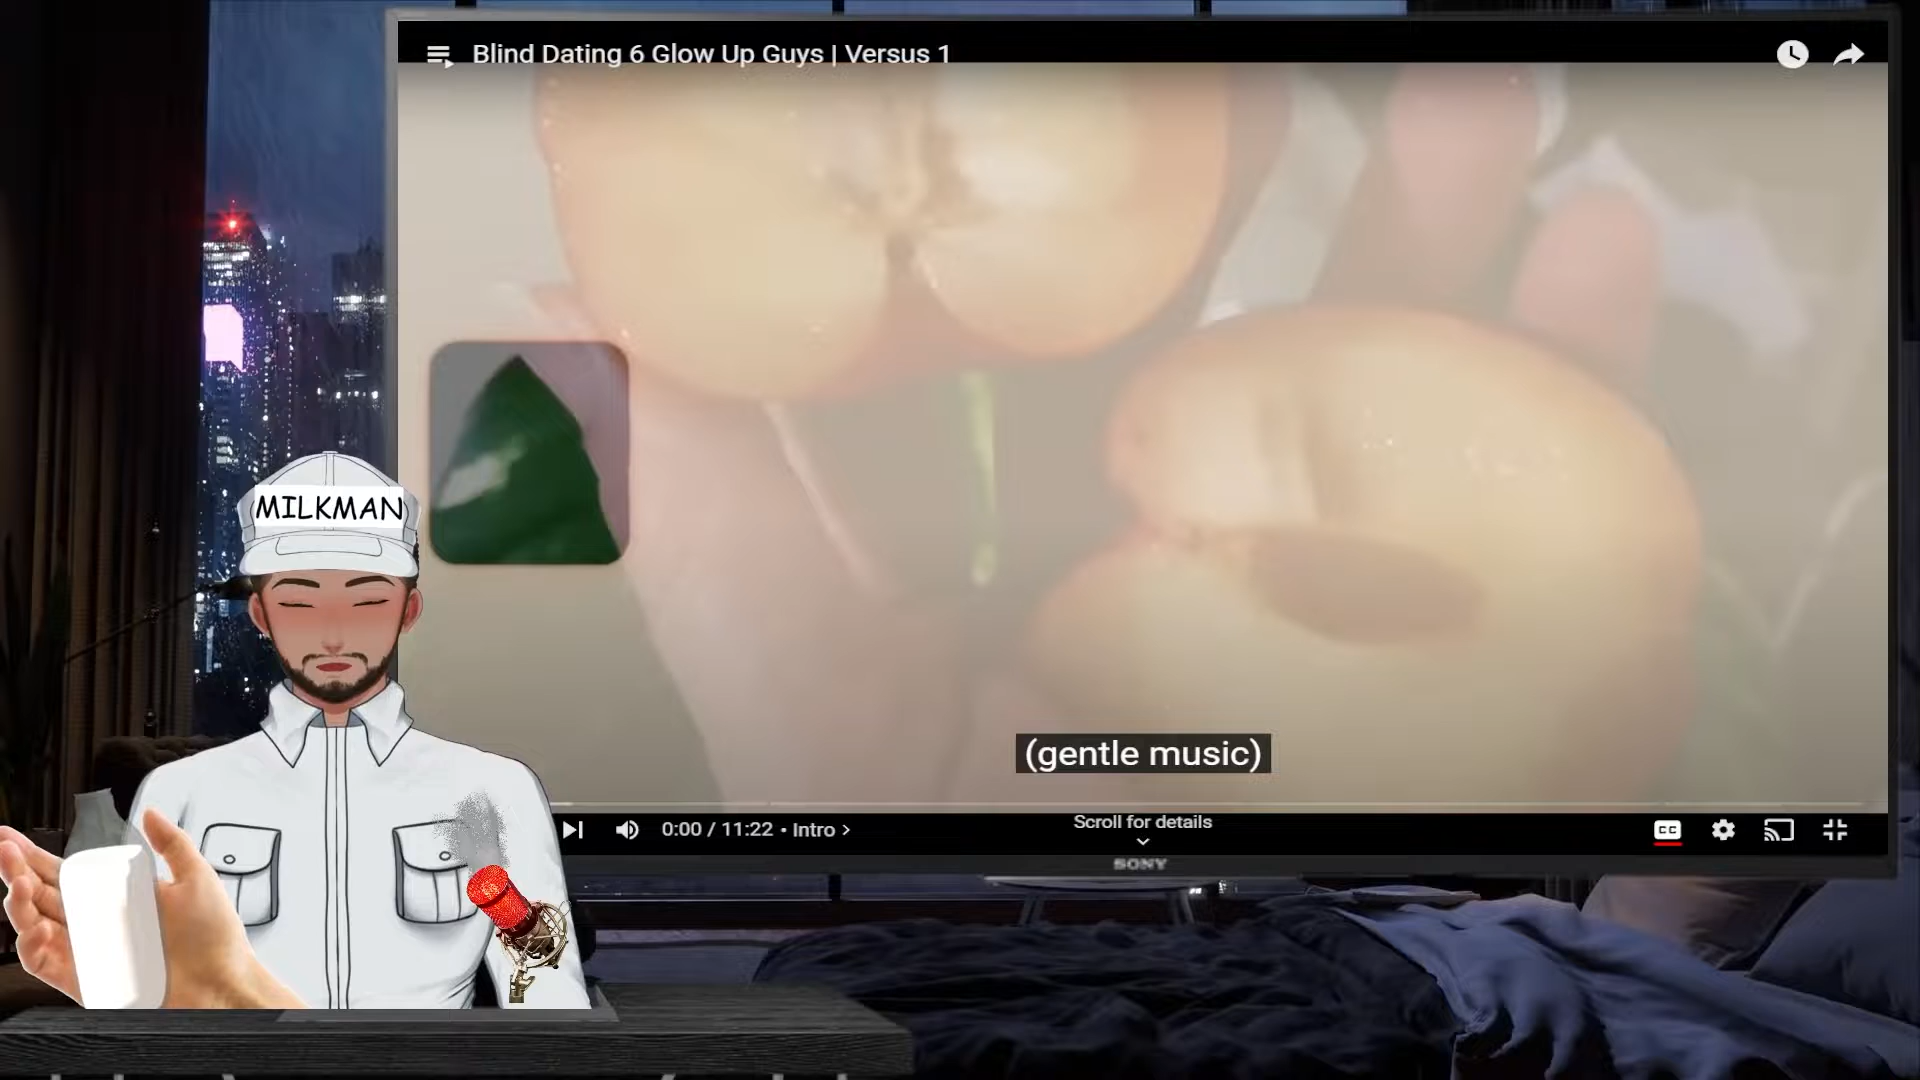 Blind Dating 6 Glow Up Guys | Versus 1
MILKMAN
(gentle music)
0:00 / 11:22 • Intro >
Scroll for details
CC
SONY